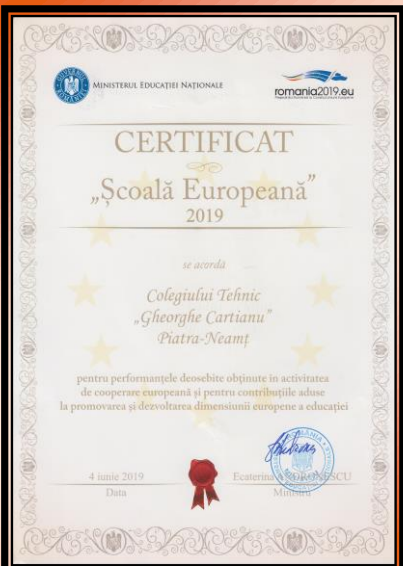 MINISTERUL EDUCAȚIEI NAȚIONALE
romania2019.eu
CERTIFICAT
„Școală Europeană”
2019
se acordă
Colegiului Tehnic
„Gheorghe Cartianu”
Piatra-Neamț
pentru performanțele deosebite obținute în activitatea
de cooperare europeană și pentru contribuțiile aduse
la promovarea și dezvoltarea dimensiunii europene a educației
4 iunie 2019
Data
Ecaterina ANDRONESCU
Ministru